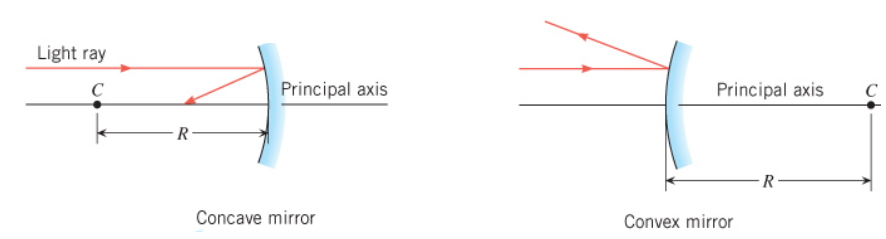 Light ray
C
Principal axis
R
Concave mirror
Principal axis
C
R
Convex mirror